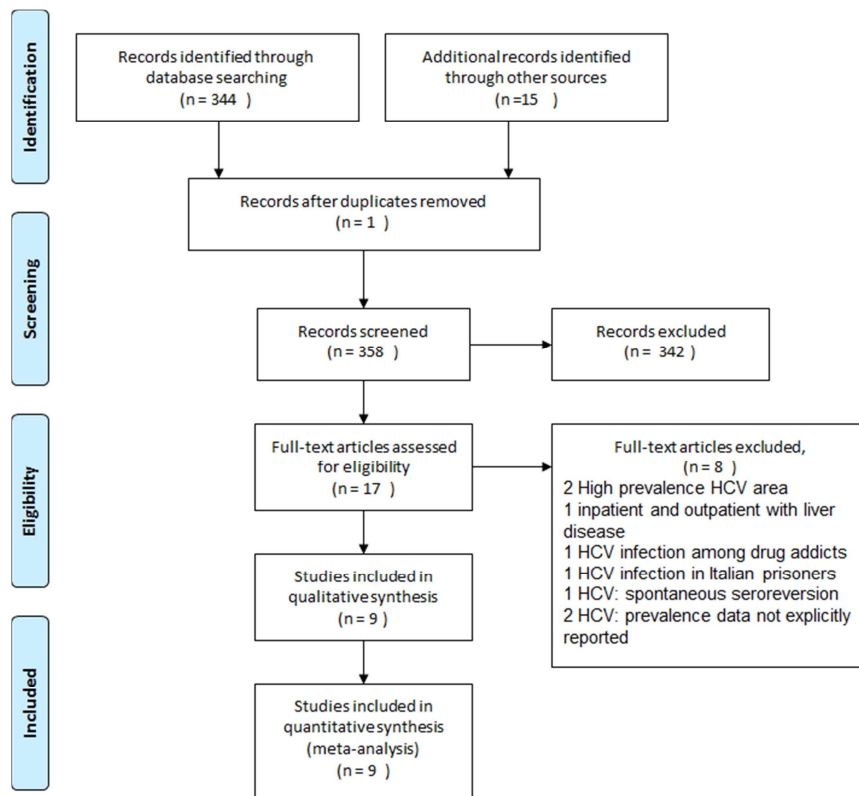 Identification
Records identified through
database searching
(n = 344 )
Additional records identified
through other sources
(n =15 )
Records after duplicates removed
(n = 1 )
Screening
Records screened
(n = 358 )
Records excluded
(n = 342 )
Eligibility
Full-text articles assessed
for eligibility
(n = 17 )
Full-text articles excluded,
(n = 8 )
2 High prevalence HCV area
1 inpatient and outpatient with liver
disease
1 HCV infection among drug addicts
1 HCV infection in Italian prisoners
1 HCV: spontaneous seroreversion
2 HCV: prevalence data not explicitly
reported
Studies included in
qualitative synthesis
(n = 9 )
Included
Studies included in
quantitative synthesis
(meta-analysis)
(n = 9 )